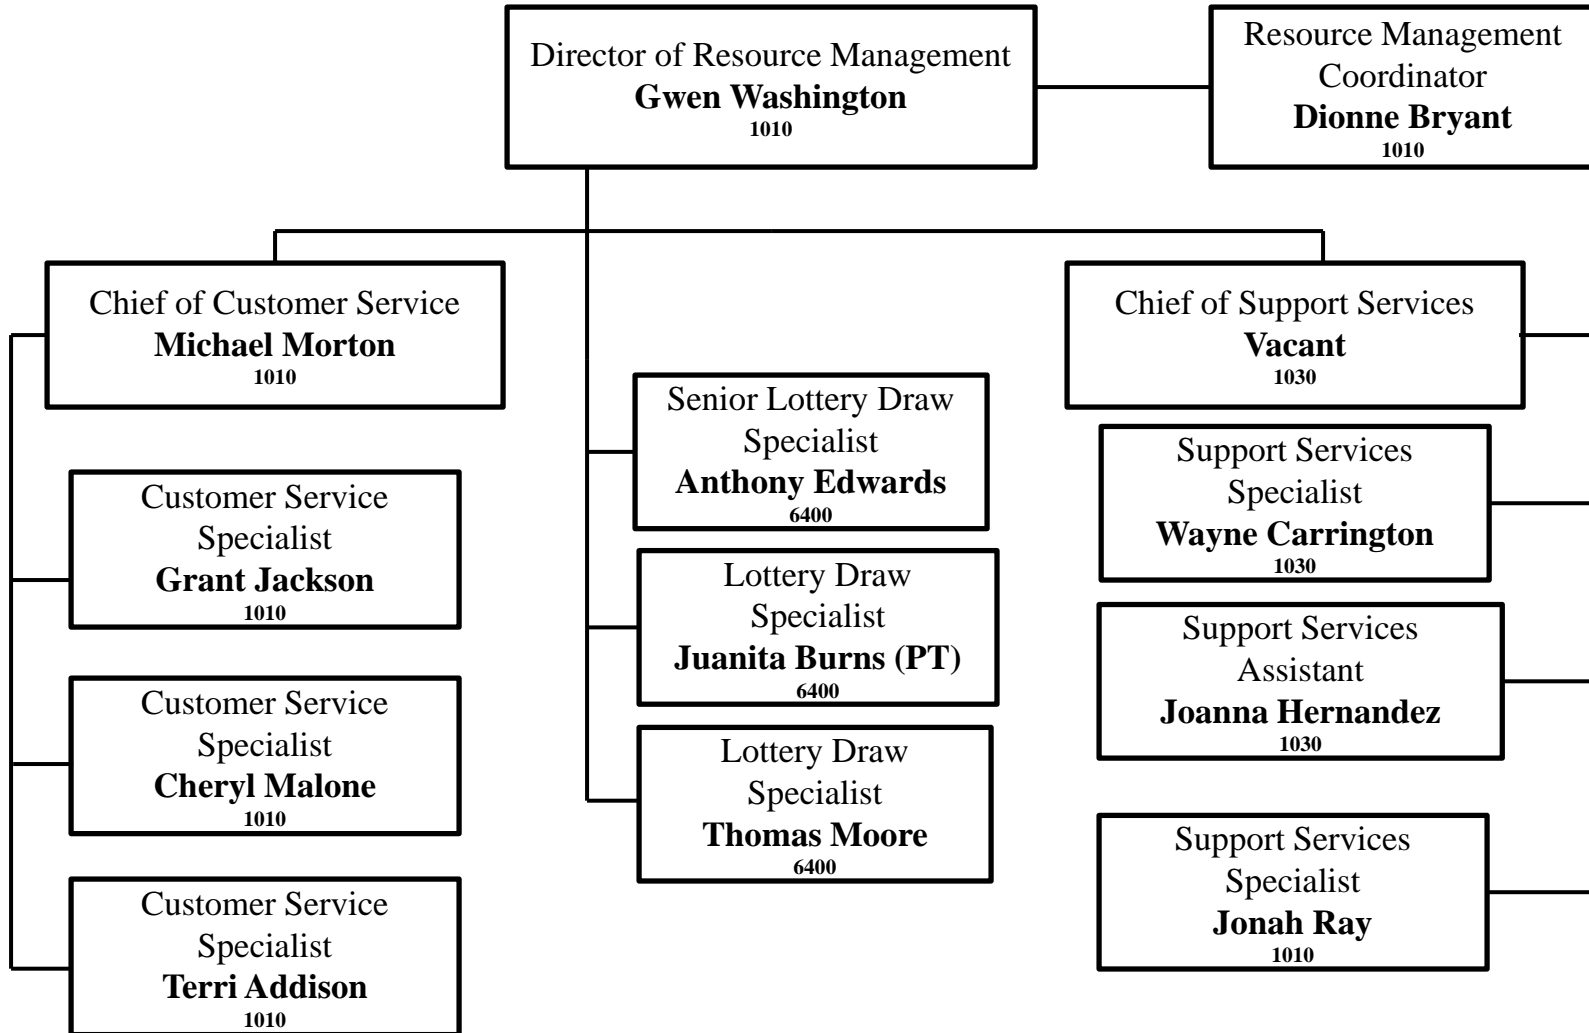 Director of Resource Management
Gwen Washington
1010
Resource Management
Coordinator
Dionne Bryant
1010
Chief of Customer Service
Michael Morton
1010
Chief of Support Services
Vacant
1030
Customer Service
Specialist
Grant Jackson
1010
Customer Service
Specialist
Cheryl Malone
1010
Customer Service
Specialist
Terri Addison
1010
Senior Lottery Draw
Specialist
Anthony Edwards
6400
Lottery Draw
Specialist
Juanita Burns (PT)
6400
Lottery Draw
Specialist
Thomas Moore
6400
Support Services
Specialist
Wayne Carrington
1030
Support Services
Assistant
Joanna Hernandez
1030
Support Services
Specialist
Jonah Ray
1010